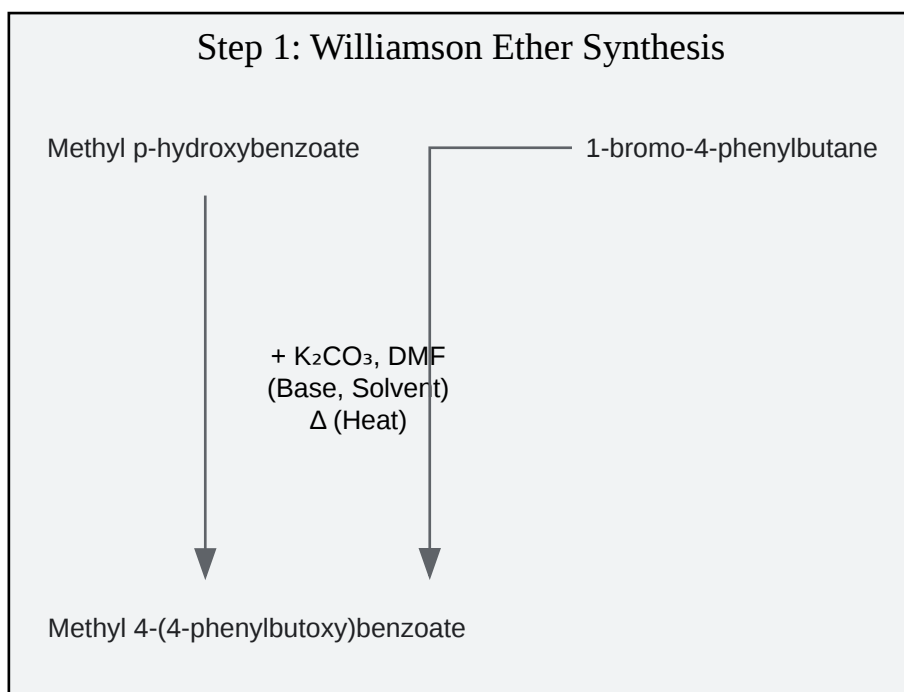 Step 1: Williamson Ether Synthesis
Methyl p-hydroxybenzoate
1-bromo-4-phenylbutane
+ K₂CO₃, DMF
(Base, Solvent)
Δ (Heat)
Methyl 4-(4-phenylbutoxy)benzoate